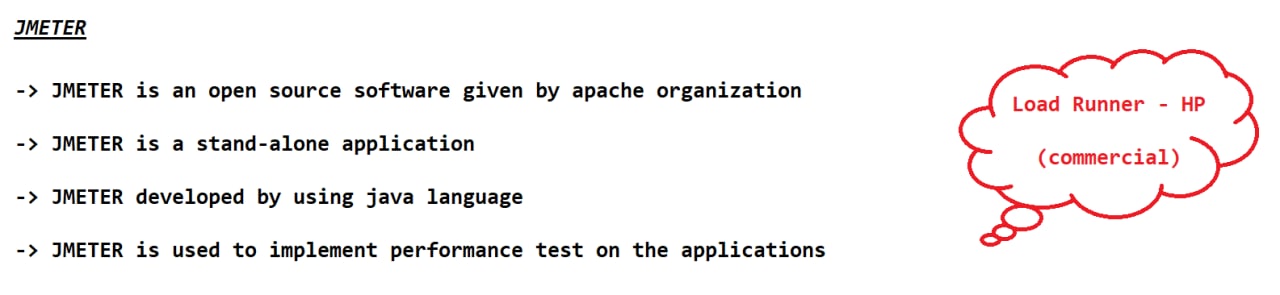 JMETER
-> JMETER is an open source software given by apache organization
-> JMETER is a stand-alone application
-> JMETER developed by using java language
-> JMETER is used to implement performance test on the applications
Load Runner - HP
(commercial)